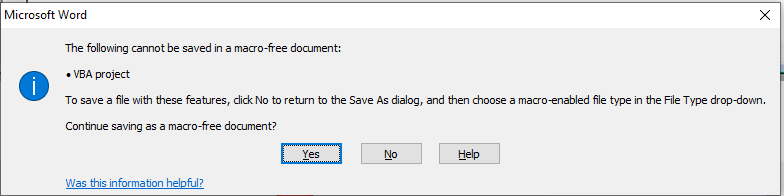 Microsoft Word
The following cannot be saved in a macro-free document:
• VBA project
To save a file with these features, click No to return to the Save As dialog, and then choose a macro-enabled file type in the File Type drop-down.
Continue saving as a macro-free document?
Yes No Help
Was this information helpful?